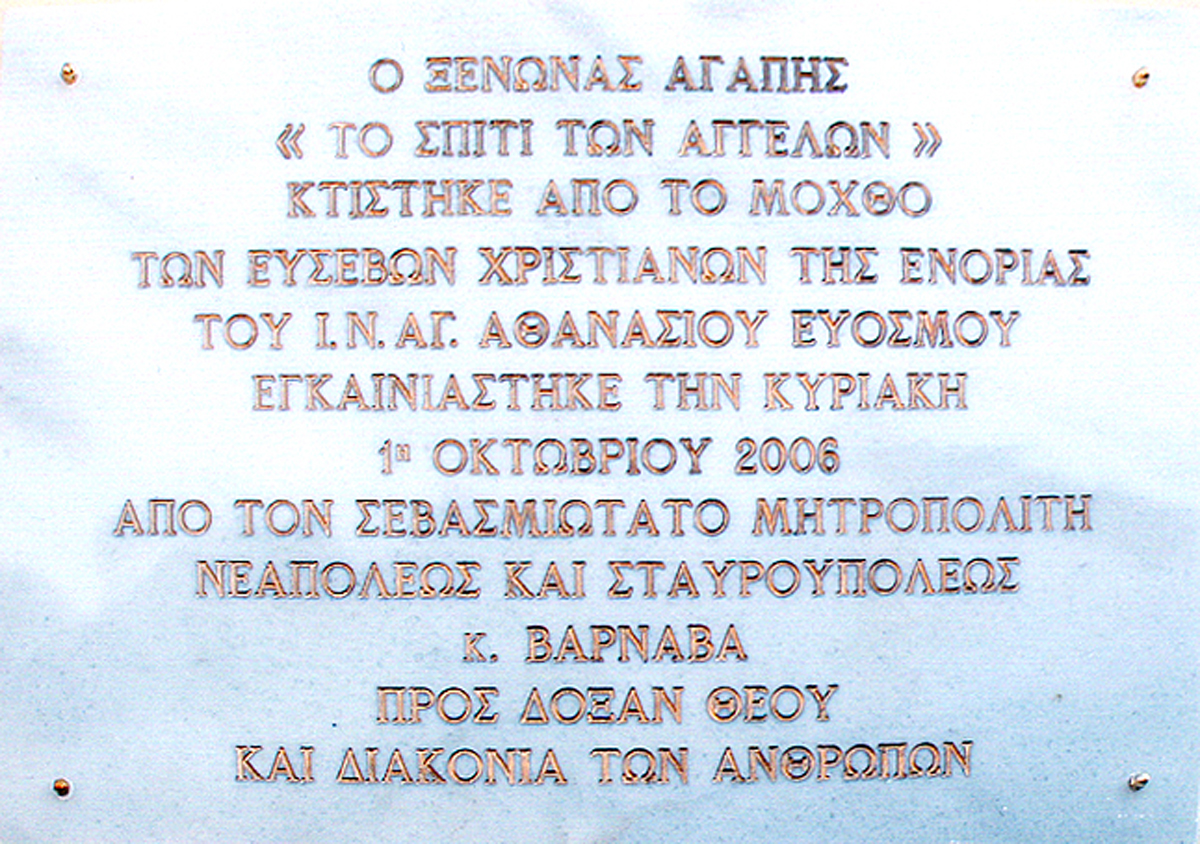 Ο ΞΕΝΩΝΑΣ ΑΓΑΠΗΣ
« ΤΟ ΣΠΙΤΙ ΤΩΝ ΑΓΓΕΛΩΝ »
ΚΤΙΣΤΗΚΕ ΑΠΟ ΤΟ ΜΟΧΘΟ
ΤΩΝ ΕΥΣΕΒΩΝ ΧΡΙΣΤΙΑΝΩΝ ΤΗΣ ΕΝΟΡΙΑΣ
ΤΟΥ Ι.Ν. ΑΓ. ΑΘΑΝΑΣΙΟΥ ΕΥΟΣΜΟΥ
ΕΓΚΑΙΝΙΑΣΤΗΚΕ ΤΗΝ ΚΥΡΙΑΚΗ
1η ΟΚΤΩΒΡΙΟΥ 2006
ΑΠΟ ΤΟΝ ΣΕΒΑΣΜΙΩΤΑΤΟ ΜΗΤΡΟΠΟΛΙΤΗ
ΝΕΑΠΟΛΕΩΣ ΚΑΙ ΣΤΑΥΡΟΥΠΟΛΕΩΣ
κ. ΒΑΡΝΑΒΑ
ΠΡΟΣ ΔΟΞΑΝ ΘΕΟΥ
ΚΑΙ ΔΙΑΚΟΝΙΑ ΤΩΝ ΑΝΘΡΩΠΩΝ